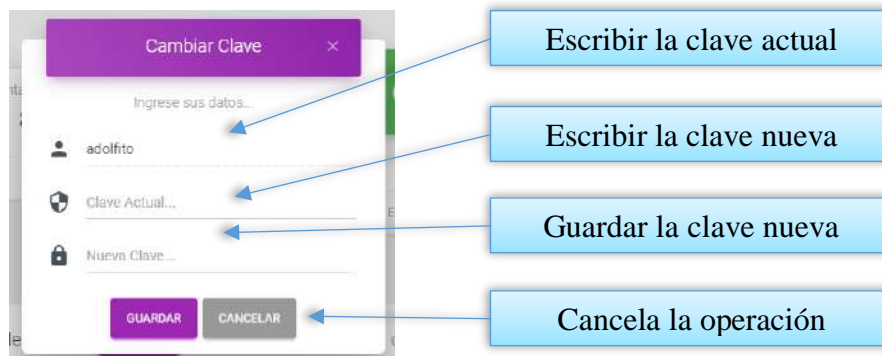 Cambiar Clave ×
Ingrese sus datos...
adolfito
Clave Actual...
Nueva Clave...
GUARDAR CANCELAR
Escribir la clave actual
Escribir la clave nueva
Guardar la clave nueva
Cancela la operación